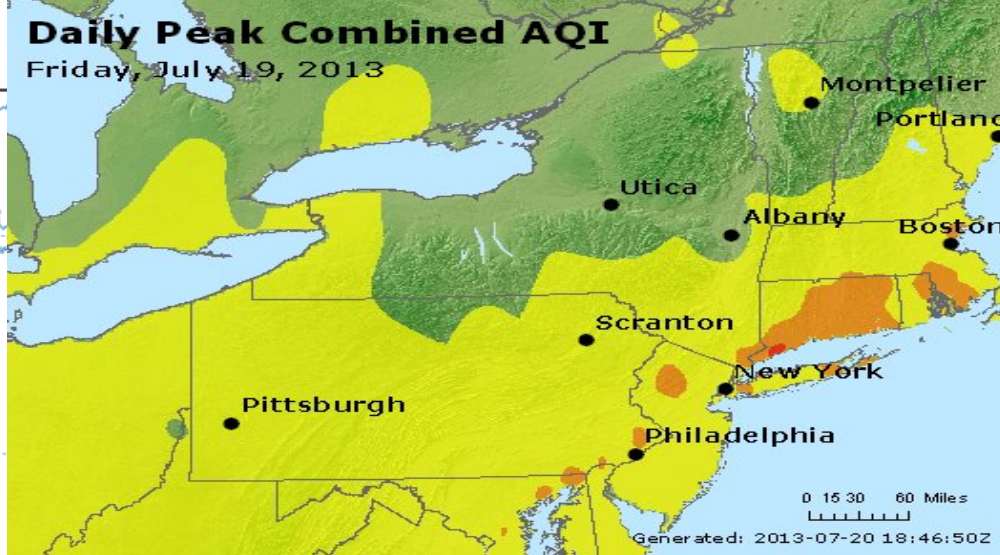 Daily Peak Combined AQI
Friday, July 19, 2013
Montpelier
Portland
Utica
Albany
Boston
Scranton
New York
Pittsburgh
Philadelphia
0 15 30 60 Miles
Generated: 2013-07-20 18:46:50Z